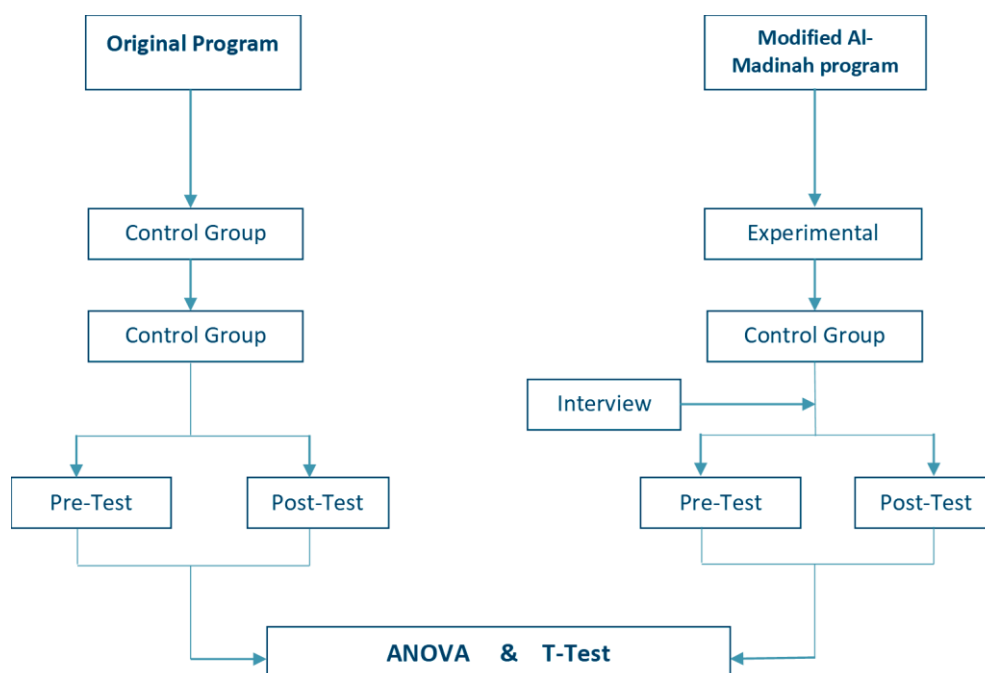 Original Program
Modified Al-
Madinah program
Control Group
Experimental
Control Group
Control Group
Interview
Pre-Test
Post-Test
Pre-Test
Post-Test
ANOVA & T-Test